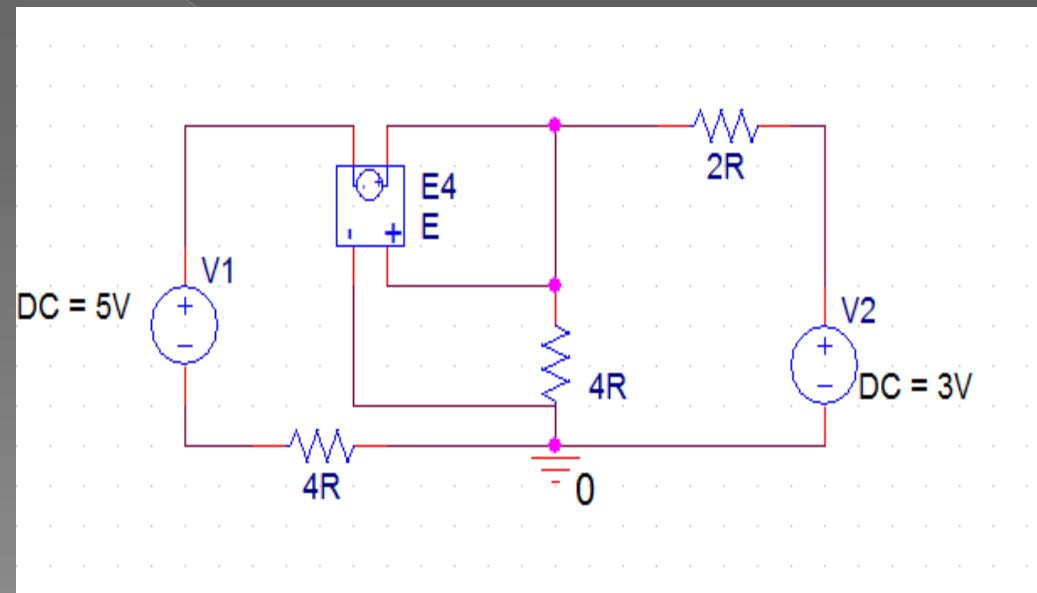 2R
E4
E
- +
V1
+
-
DC = 5V
V2
+
-
DC = 3V
4R
4R
0